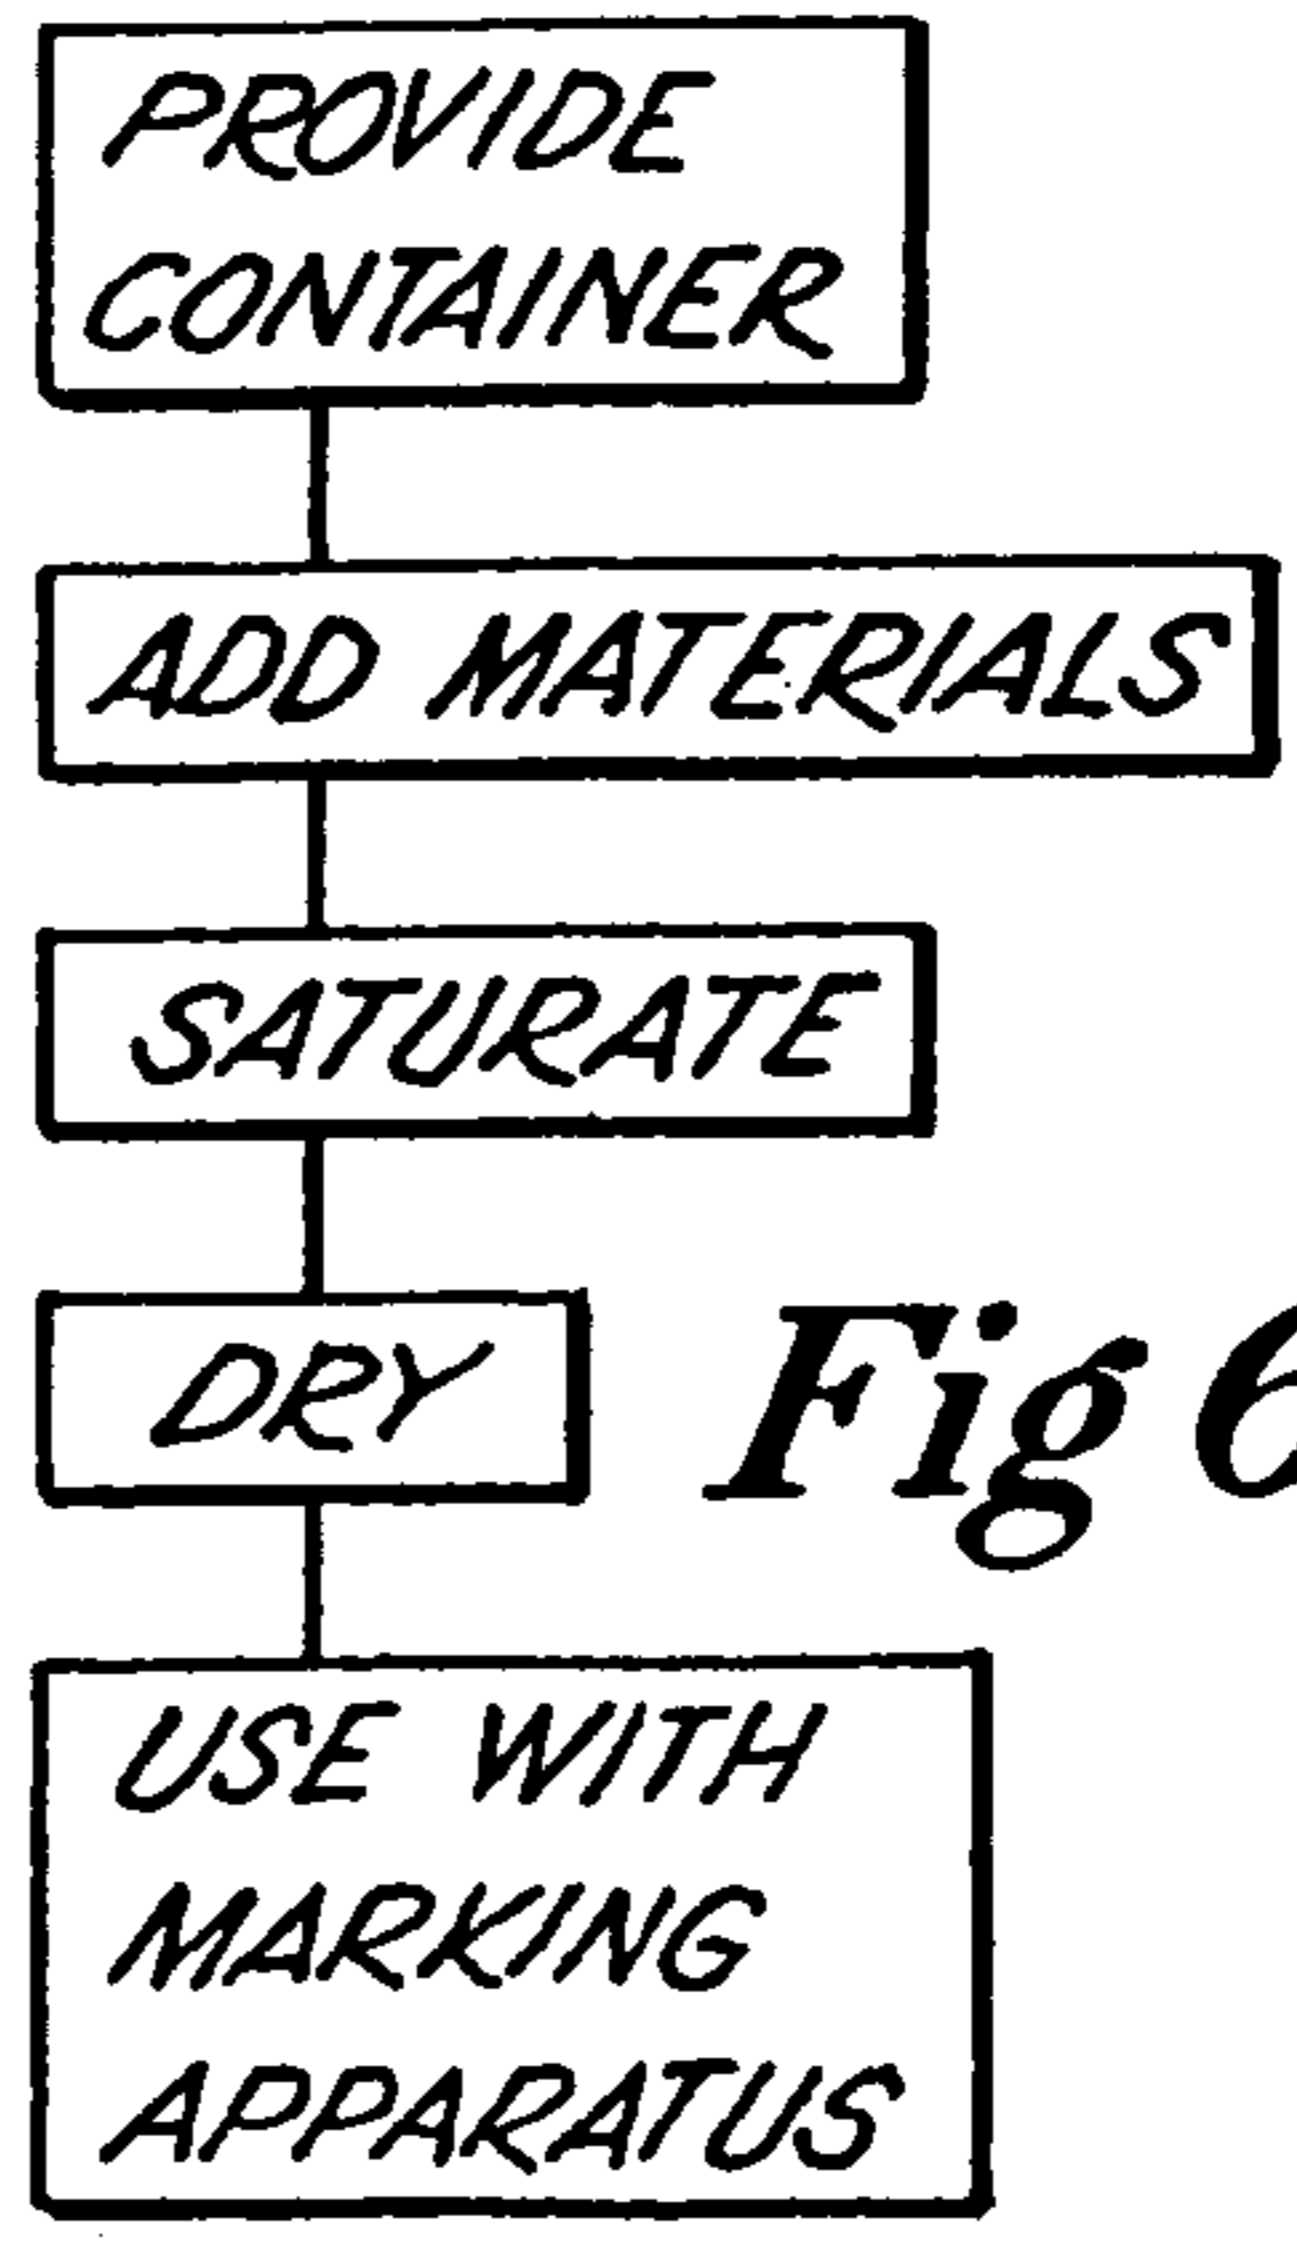 PROVIDE
CONTAINER
ADD MATERIALS
SATURATE
DRY
Fig 6
USE WITH
MARKING
APPARATUS